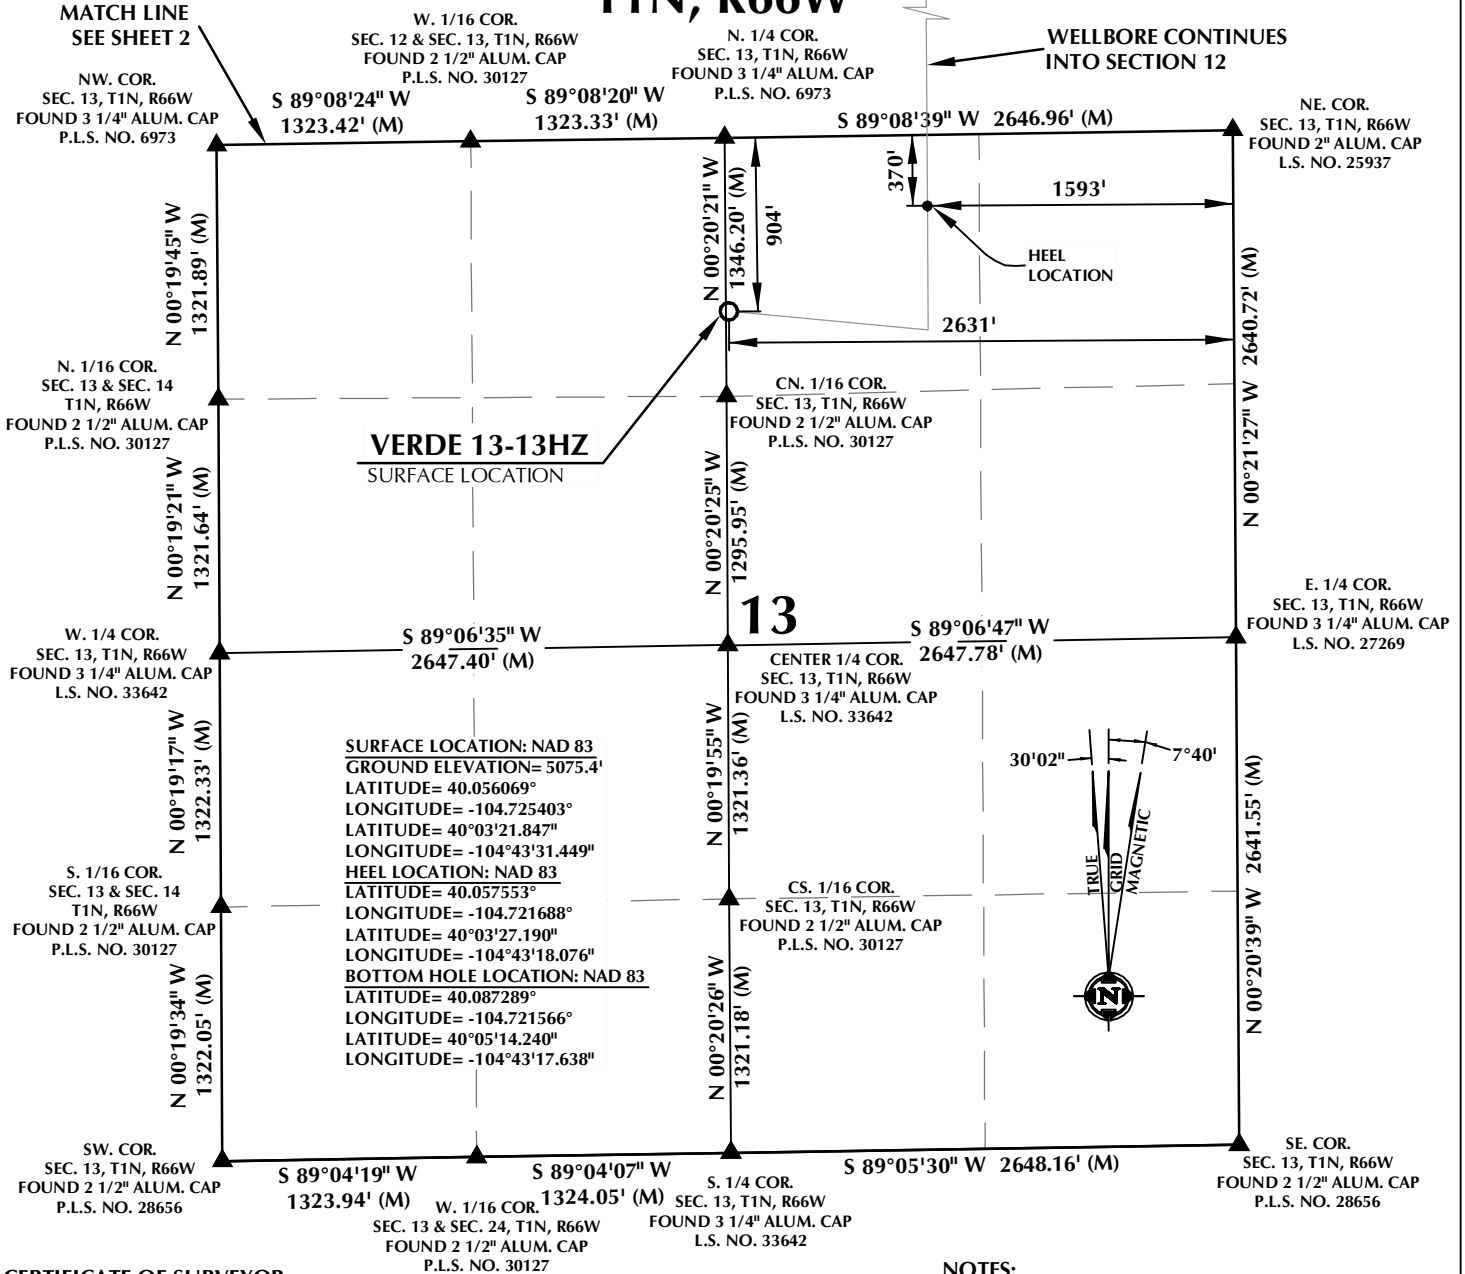 T1N, R66W
MATCH LINE
SEE SHEET 2
W. 1/16 COR.
SEC. 12 & SEC. 13, T1N, R66W
FOUND 2 1/2" ALUM. CAP
P.L.S. NO. 30127
N. 1/4 COR.
SEC. 13, T1N, R66W
FOUND 3 1/4" ALUM. CAP
P.L.S. NO. 6973
WELLBORE CONTINUES
INTO SECTION 12
NW. COR.
SEC. 13, T1N, R66W
FOUND 3 1/4" ALUM. CAP
P.L.S. NO. 6973
S 89°08'24" W
1323.42' (M)
S 89°08'20" W
1323.33' (M)
S 89°08'39" W 2646.96' (M)
NE. COR.
SEC. 13, T1N, R66W
FOUND 2" ALUM. CAP
L.S. NO. 25937
N 00°19'45" W
1321.89' (M)
N 00°20'21" W
1346.20' (M)
904'
370'
1593'
HEEL
LOCATION
2631'
N 00°21'27" W 2640.72' (M)
N. 1/16 COR.
SEC. 13 & SEC. 14
T1N, R66W
FOUND 2 1/2" ALUM. CAP
P.L.S. NO. 30127
CN. 1/16 COR.
SEC. 13, T1N, R66W
FOUND 2 1/2" ALUM. CAP
P.L.S. NO. 30127
VERDE 13-13HZ
SURFACE LOCATION
N 00°19'21" W
1321.64' (M)
N 00°20'25" W
1295.95' (M)
13
W. 1/4 COR.
SEC. 13, T1N, R66W
FOUND 3 1/4" ALUM. CAP
L.S. NO. 33642
S 89°06'35" W
2647.40' (M)
S 89°06'47" W
2647.78' (M)
E. 1/4 COR.
SEC. 13, T1N, R66W
FOUND 3 1/4" ALUM. CAP
L.S. NO. 27269
CENTER 1/4 COR.
SEC. 13, T1N, R66W
FOUND 3 1/4" ALUM. CAP
L.S. NO. 33642
N 00°19'17" W
1322.33' (M)
SURFACE LOCATION: NAD 83
GROUND ELEVATION= 5075.4'
LATITUDE= 40.056069°
LONGITUDE= -104.725403°
LATITUDE= 40°03'21.847"
LONGITUDE= -104°43'31.449"
HEEL LOCATION: NAD 83
LATITUDE= 40.057553°
LONGITUDE= -104.721688°
LATITUDE= 40°03'27.190"
LONGITUDE= -104°43'18.076"
BOTTOM HOLE LOCATION: NAD 83
LATITUDE= 40.087289°
LONGITUDE= -104.721566°
LATITUDE= 40°05'14.240"
LONGITUDE= -104°43'17.638"
N 00°19'55" W
1321.36' (M)
30'02"
7°40'
TRUE
GRID
MAGNETIC
N
N 00°20'39" W 2641.55' (M)
S. 1/16 COR.
SEC. 13 & SEC. 14
T1N, R66W
FOUND 2 1/2" ALUM. CAP
P.L.S. NO. 30127
CS. 1/16 COR.
SEC. 13, T1N, R66W
FOUND 2 1/2" ALUM. CAP
P.L.S. NO. 30127
N 00°19'34" W
1322.05' (M)
N 00°20'26" W
1321.18' (M)
SW. COR.
SEC. 13, T1N, R66W
FOUND 2 1/2" ALUM. CAP
P.L.S. NO. 28656
S 89°04'19" W
1323.94' (M)
S 89°04'07" W
1324.05' (M)
S 89°05'30" W 2648.16' (M)
SE. COR.
SEC. 13, T1N, R66W
FOUND 2 1/2" ALUM. CAP
P.L.S. NO. 28656
W. 1/16 COR.
SEC. 13 & SEC. 24, T1N, R66W
FOUND 2 1/2" ALUM. CAP
P.L.S. NO. 30127
S. 1/4 COR.
SEC. 13, T1N, R66W
FOUND 3 1/4" ALUM. CAP
L.S. NO. 33642
CERTIFICATE OF SURVEYOR
NOTES: